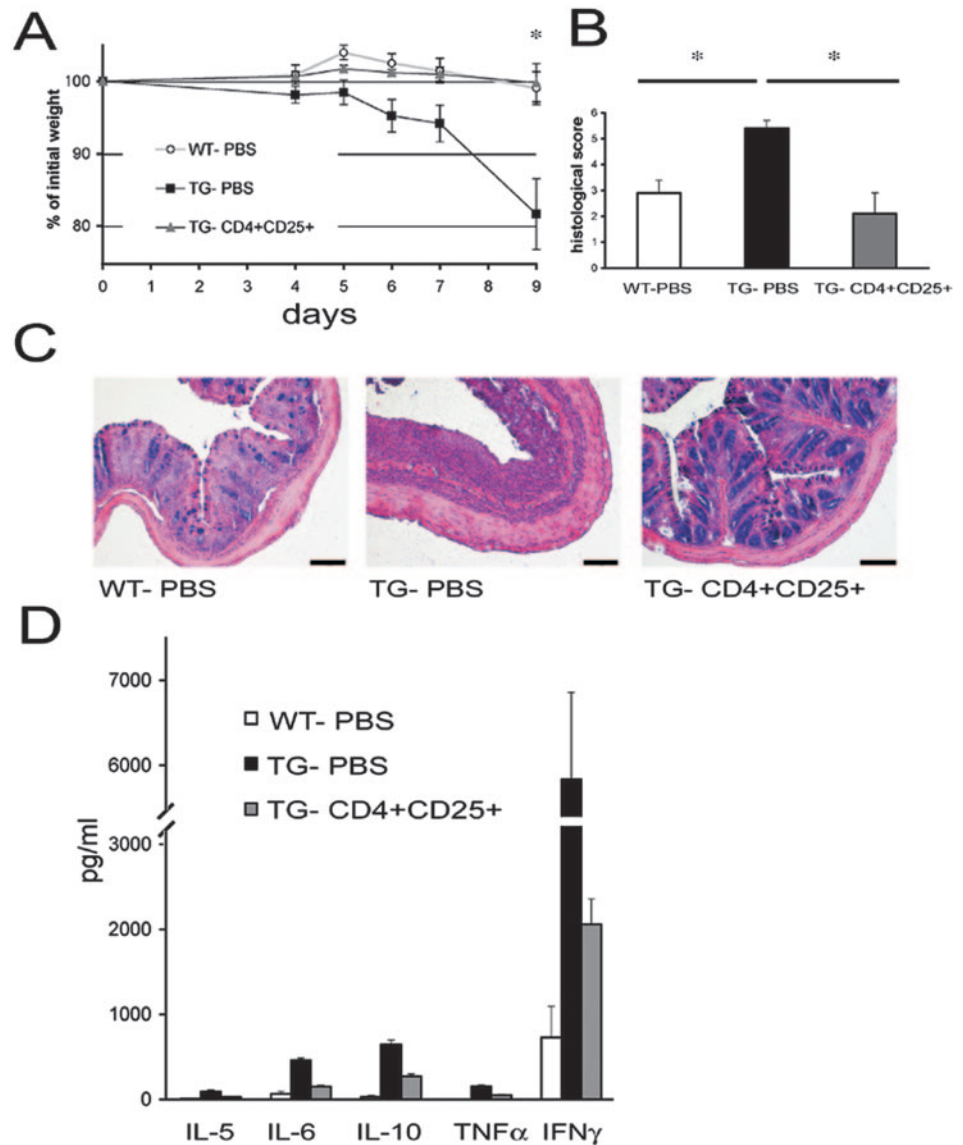 A
*
100
90
80
% of initial weight
WT- PBS
TG- PBS
TG- CD4+CD25+
0 1 2 3 4 5 6 7 8 9
days
B
* *
6
5
4
3
2
1
0
histological score
WT-PBS TG- PBS TG- CD4+CD25+
C
WT- PBS TG- PBS TG- CD4+CD25+
D
7000
6000
3000
2000
1000
0
pg/ml
WT- PBS
TG- PBS
TG- CD4+CD25+
IL-5 IL-6 IL-10 TNFα IFNγ